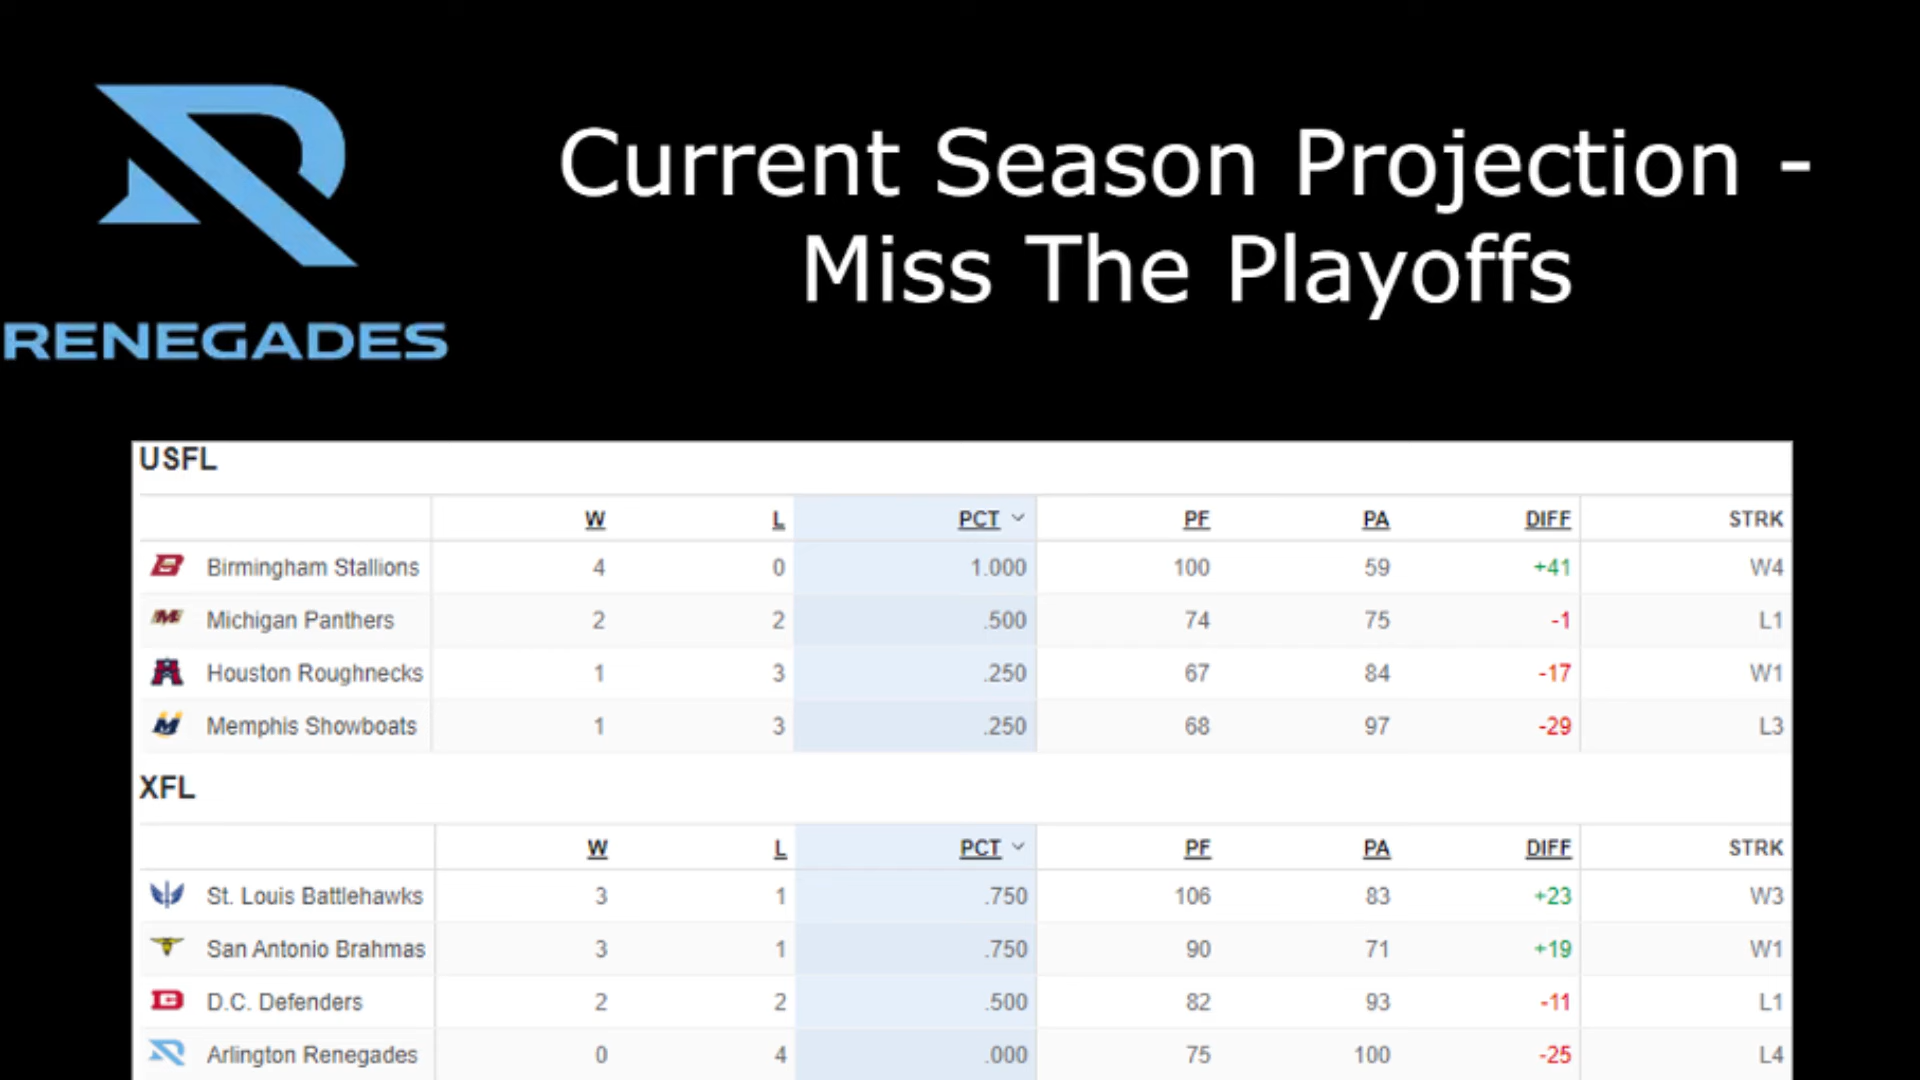 Current Season Projection -
Miss The Playoffs
RENEGADES
USFL
W L PCT PF PA DIFF STRK
Birmingham Stallions 4 0 1.000 100 59 +41 W4
Michigan Panthers 2 2 .500 74 75 -1 L1
Houston Roughnecks 1 3 .250 67 84 -17 W1
Memphis Showboats 1 3 .250 68 97 -29 L3
XFL
W L PCT PF PA DIFF STRK
St. Louis Battlehawks 3 1 .750 106 83 +23 W3
San Antonio Brahmas 3 1 .750 90 71 +19 W1
D.C. Defenders 2 2 .500 82 93 -11 L1
Arlington Renegades 0 4 .000 75 100 -25 L4